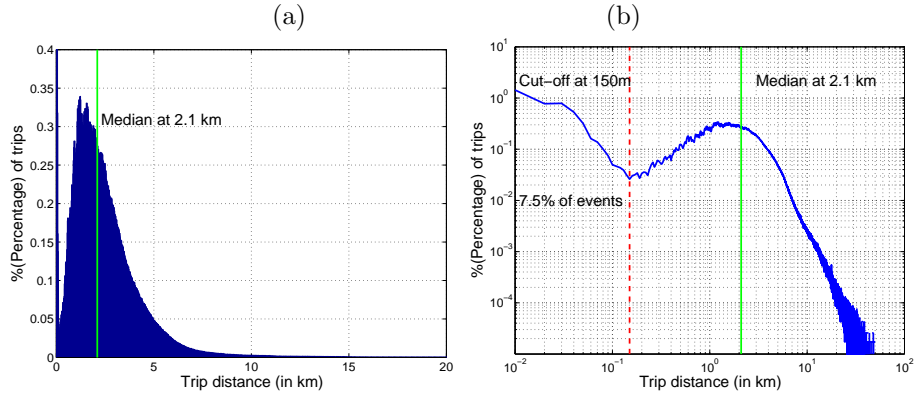 (a)
0.4
0.35
0.3
0.25
0.2
0.15
0.1
0.05
0
%(Percentage) of trips
Median at 2.1 km
0 5 10 15 20
Trip distance (in km)
(b)
10^1
10^0
10^−1
10^−2
10^−3
10^−4
%(Percentage) of trips
Cut−off at 150m
Median at 2.1 km
7.5% of events
10^−2 10^−1 10^0 10^1 10^2
Trip distance (in km)